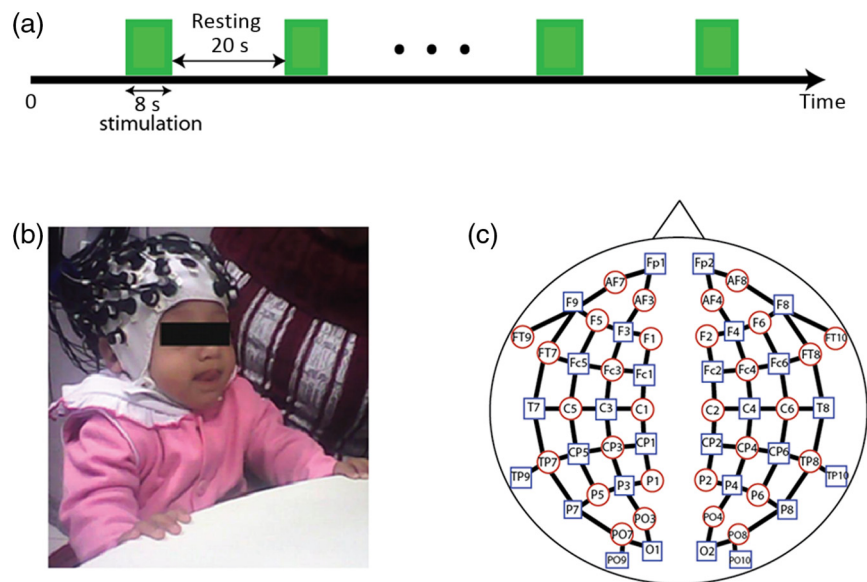 (a)
Resting
20 s
0
8 s
stimulation
Time
(b)
(c)
Fp1 Fp2
AF7 AF8
F9 AF3 AF4 F8
F5 F3 F4 F6
FT9 F1 F2 FT10
FT7 Fc5 Fc3 Fc1 Fc2 Fc4 Fc6 FT8
T7 C5 C3 C1 C2 C4 C6 T8
CP5 CP3 CP1 CP2 CP4 CP6
TP9 TP7 TP8 TP10
P5 P3 P1 P2 P4 P6
P7 PO3 PO4 P8
PO7 O1 O2 PO8
PO9 PO10